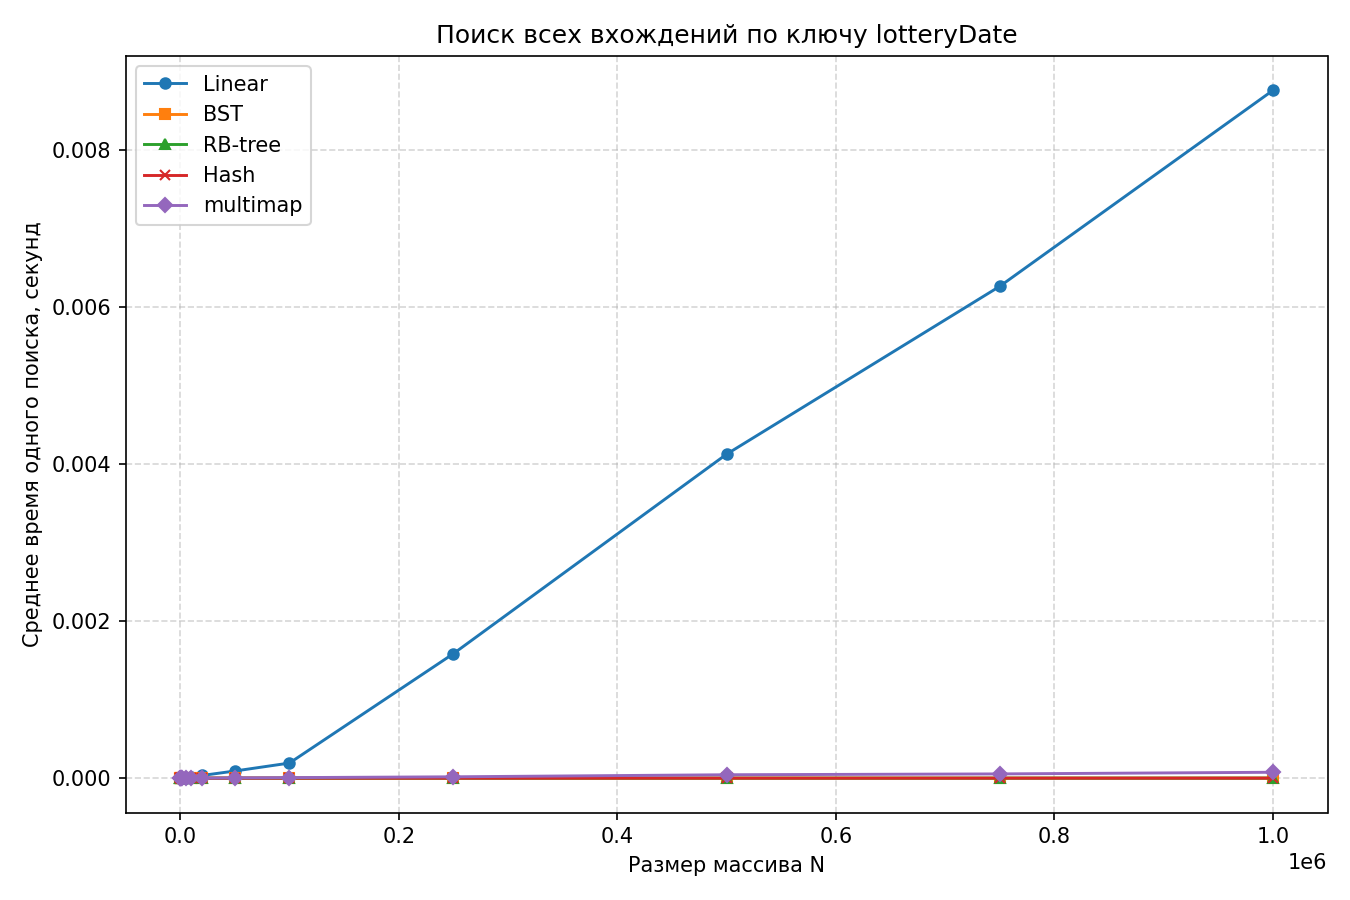 Поиск всех вхождений по ключу lotteryDate
Linear
BST
RB-tree
Hash
multimap
Среднее время одного поиска, секунд
0.008
0.006
0.004
0.002
0.000
0.0 0.2 0.4 0.6 0.8 1.0
1e6
Размер массива N